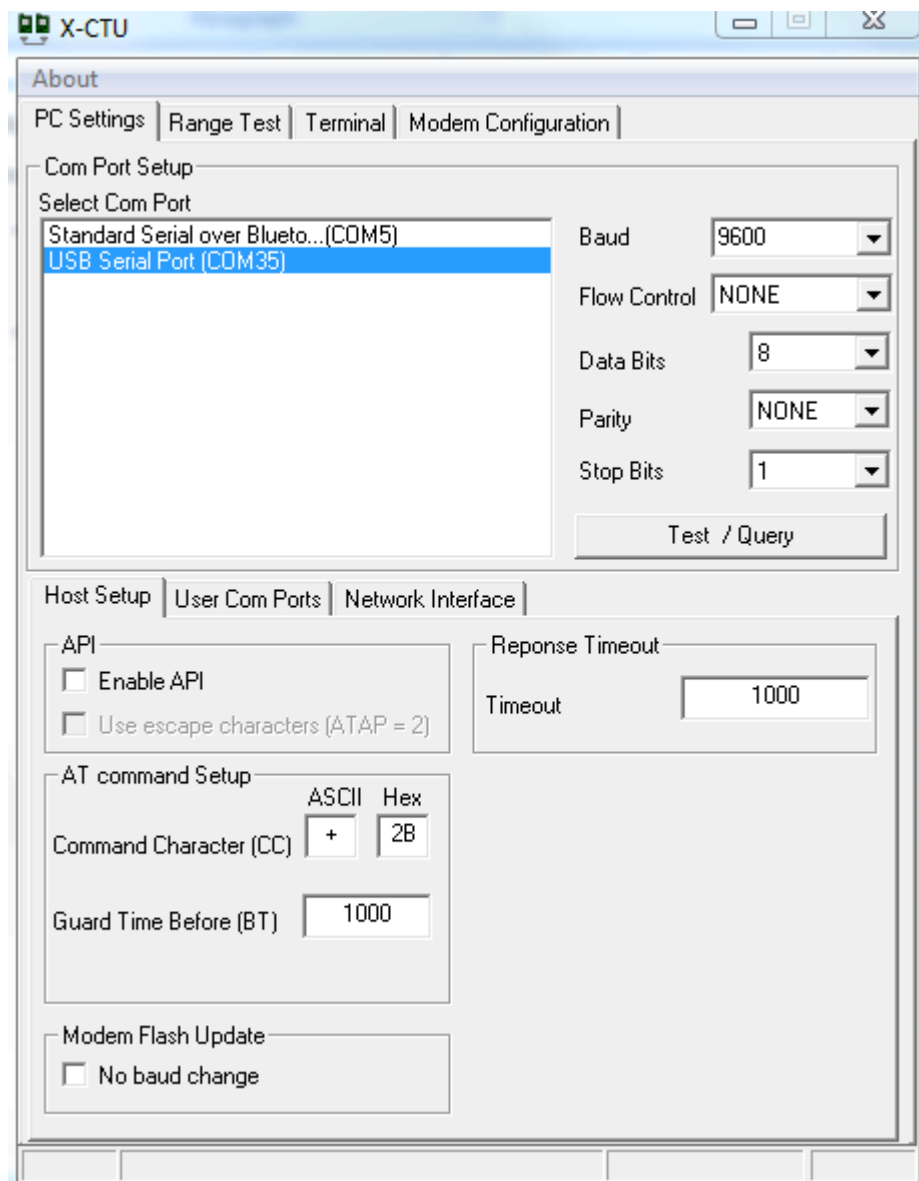 X-CTU
About
PC Settings Range Test Terminal Modem Configuration
Com Port Setup
Select Com Port
Standard Serial over Blueto...(COM5)
USB Serial Port (COM35)
Baud 9600
Flow Control NONE
Data Bits 8
Parity NONE
Stop Bits 1
Test / Query
Host Setup User Com Ports Network Interface
API
Enable API
Use escape characters (ATAP = 2)
Reponse Timeout
Timeout 1000
AT command Setup
ASCII Hex
Command Character (CC) + 2B
Guard Time Before (BT) 1000
Modem Flash Update
No baud change